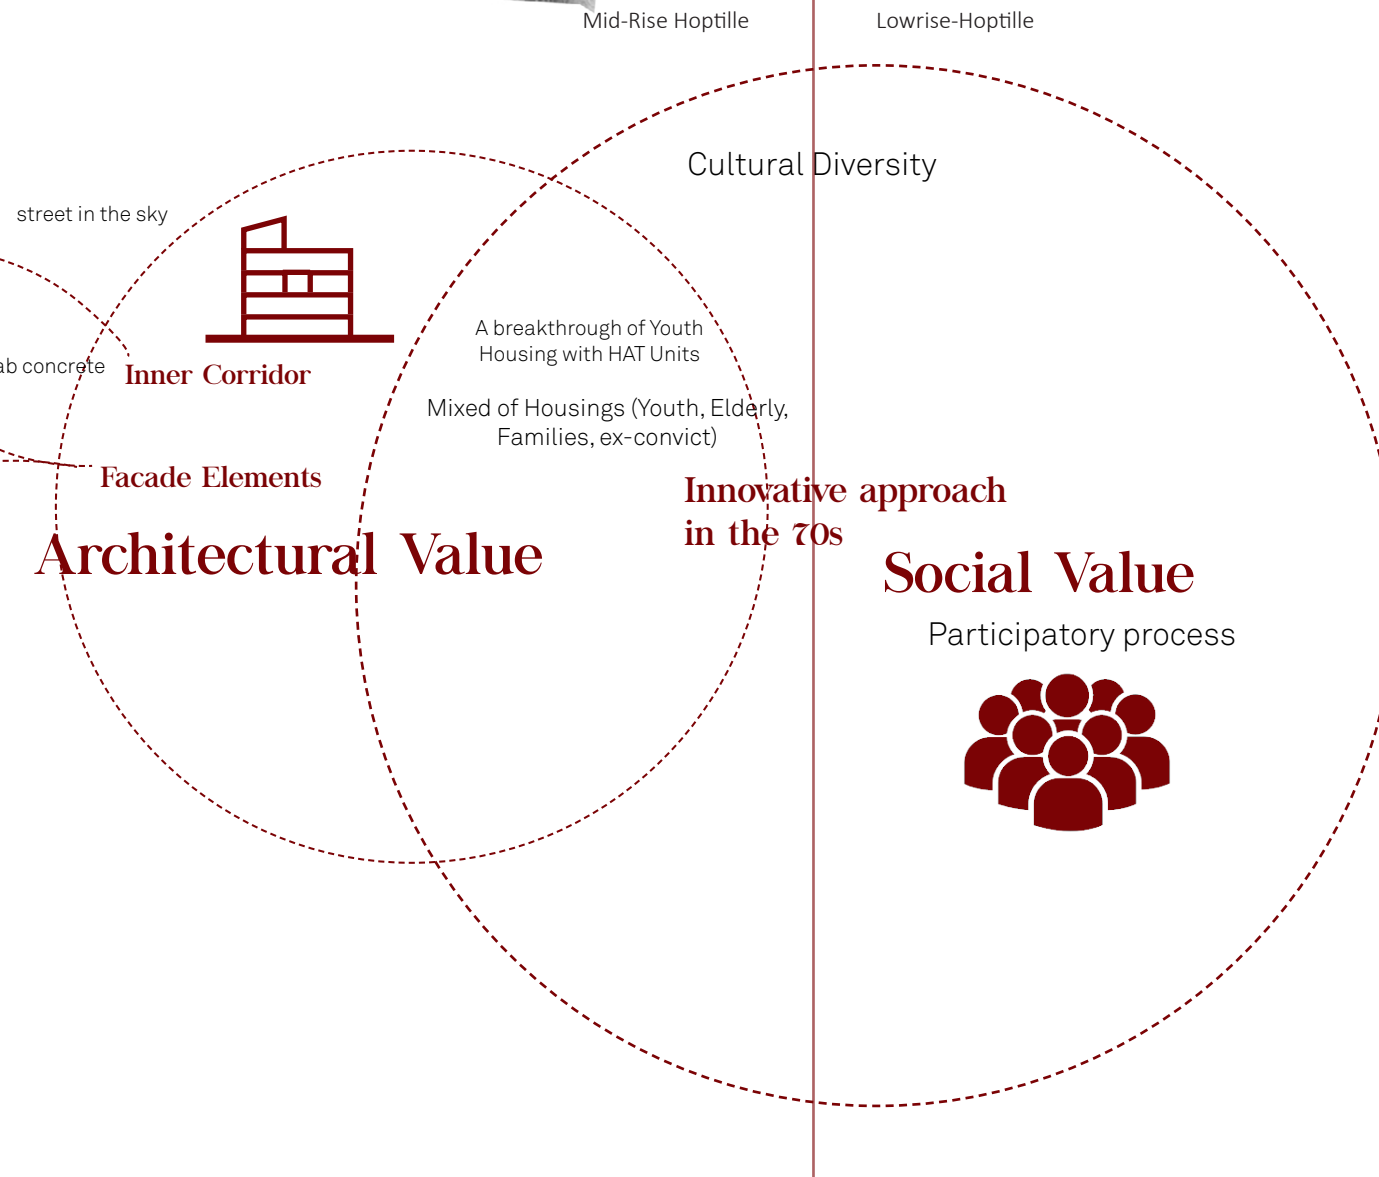 Mid-Rise Hoptille
Lowrise-Hoptille
Cultural Diversity
street in the sky
A breakthrough of Youth
Housing with HAT Units
concrete
Inner Corridor
Mixed of Housings (Youth, Elderly,
Families, ex-convict)
Facade Elements
Innovative approach
in the 70s
Architectural Value
Social Value
Participatory process